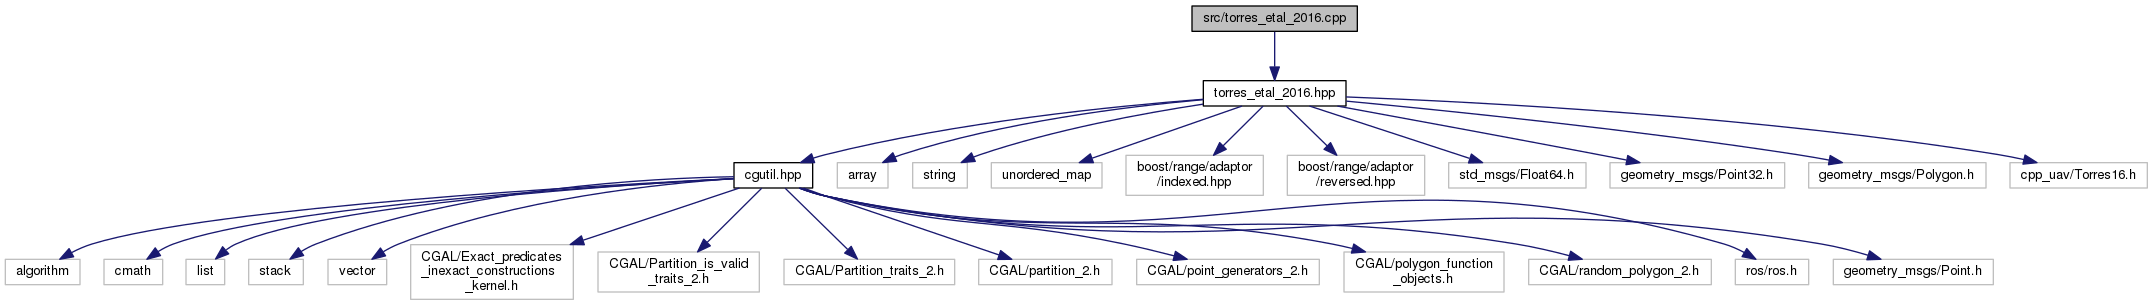 src/torres_etal_2016.cpp
torres_etal_2016.hpp
cgutil.hpp
array
string
unordered_map
boost/range/adaptor
/indexed.hpp
boost/range/adaptor
/reversed.hpp
std_msgs/Float64.h
geometry_msgs/Point32.h
geometry_msgs/Polygon.h
cpp_uav/Torres16.h
algorithm
cmath
list
stack
vector
CGAL/Exact_predicates
_inexact_constructions
_kernel.h
CGAL/Partition_is_valid
_traits_2.h
CGAL/Partition_traits_2.h
CGAL/partition_2.h
CGAL/point_generators_2.h
CGAL/polygon_function
_objects.h
CGAL/random_polygon_2.h
ros/ros.h
geometry_msgs/Point.h